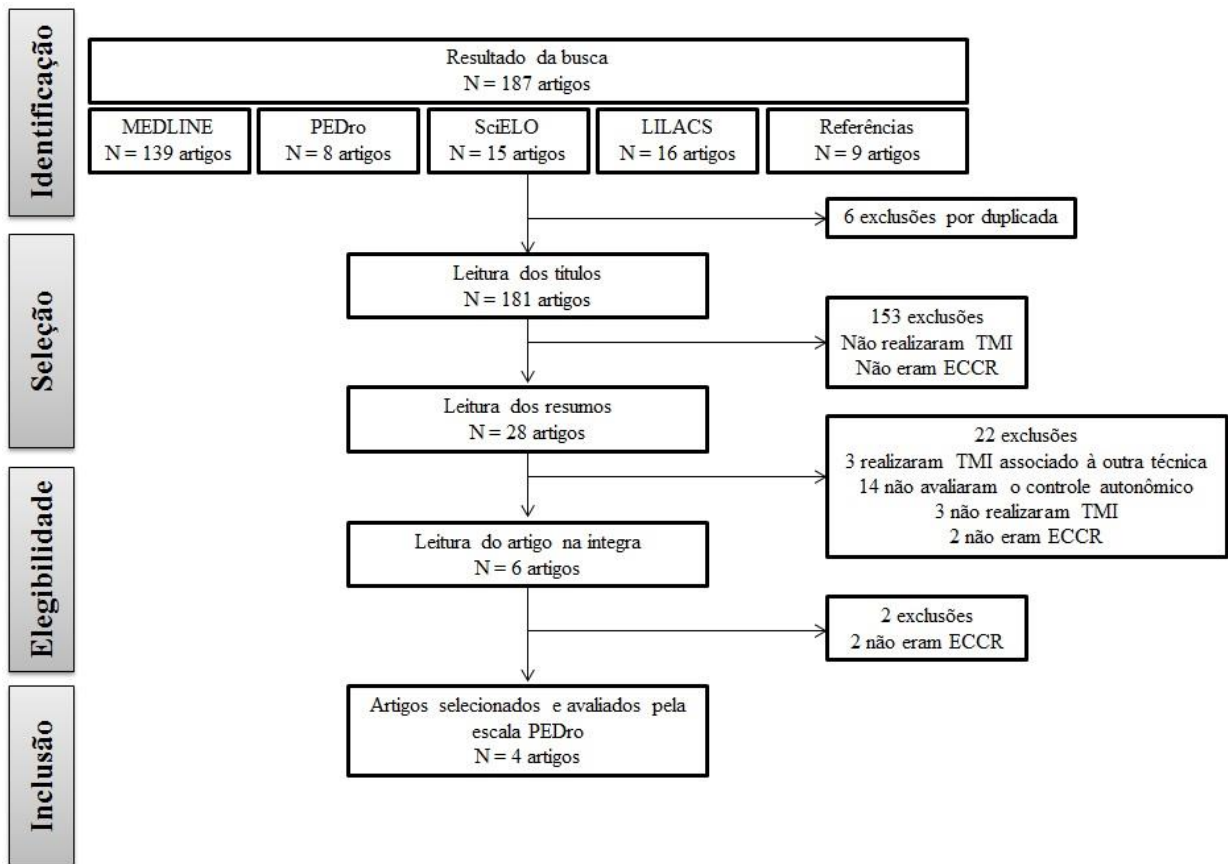 Identificação
Resultado da busca
N = 187 artigos
MEDLINE
N = 139 artigos
PEDro
N = 8 artigos
SciELO
N = 15 artigos
LILACS
N = 16 artigos
Referências
N = 9 artigos
6 exclusões por duplicada
Seleção
Leitura dos títulos
N = 181 artigos
153 exclusões
Não realizaram TMI
Não eram ECCR
Leitura dos resumos
N = 28 artigos
22 exclusões
3 realizaram TMI associado à outra técnica
14 não avaliaram o controle autonômico
3 não realizaram TMI
2 não eram ECCR
Elegibilidade
Leitura do artigo na integra
N = 6 artigos
2 exclusões
2 não eram ECCR
Inclusão
Artigos selecionados e avaliados pela
escala PEDro
N = 4 artigos